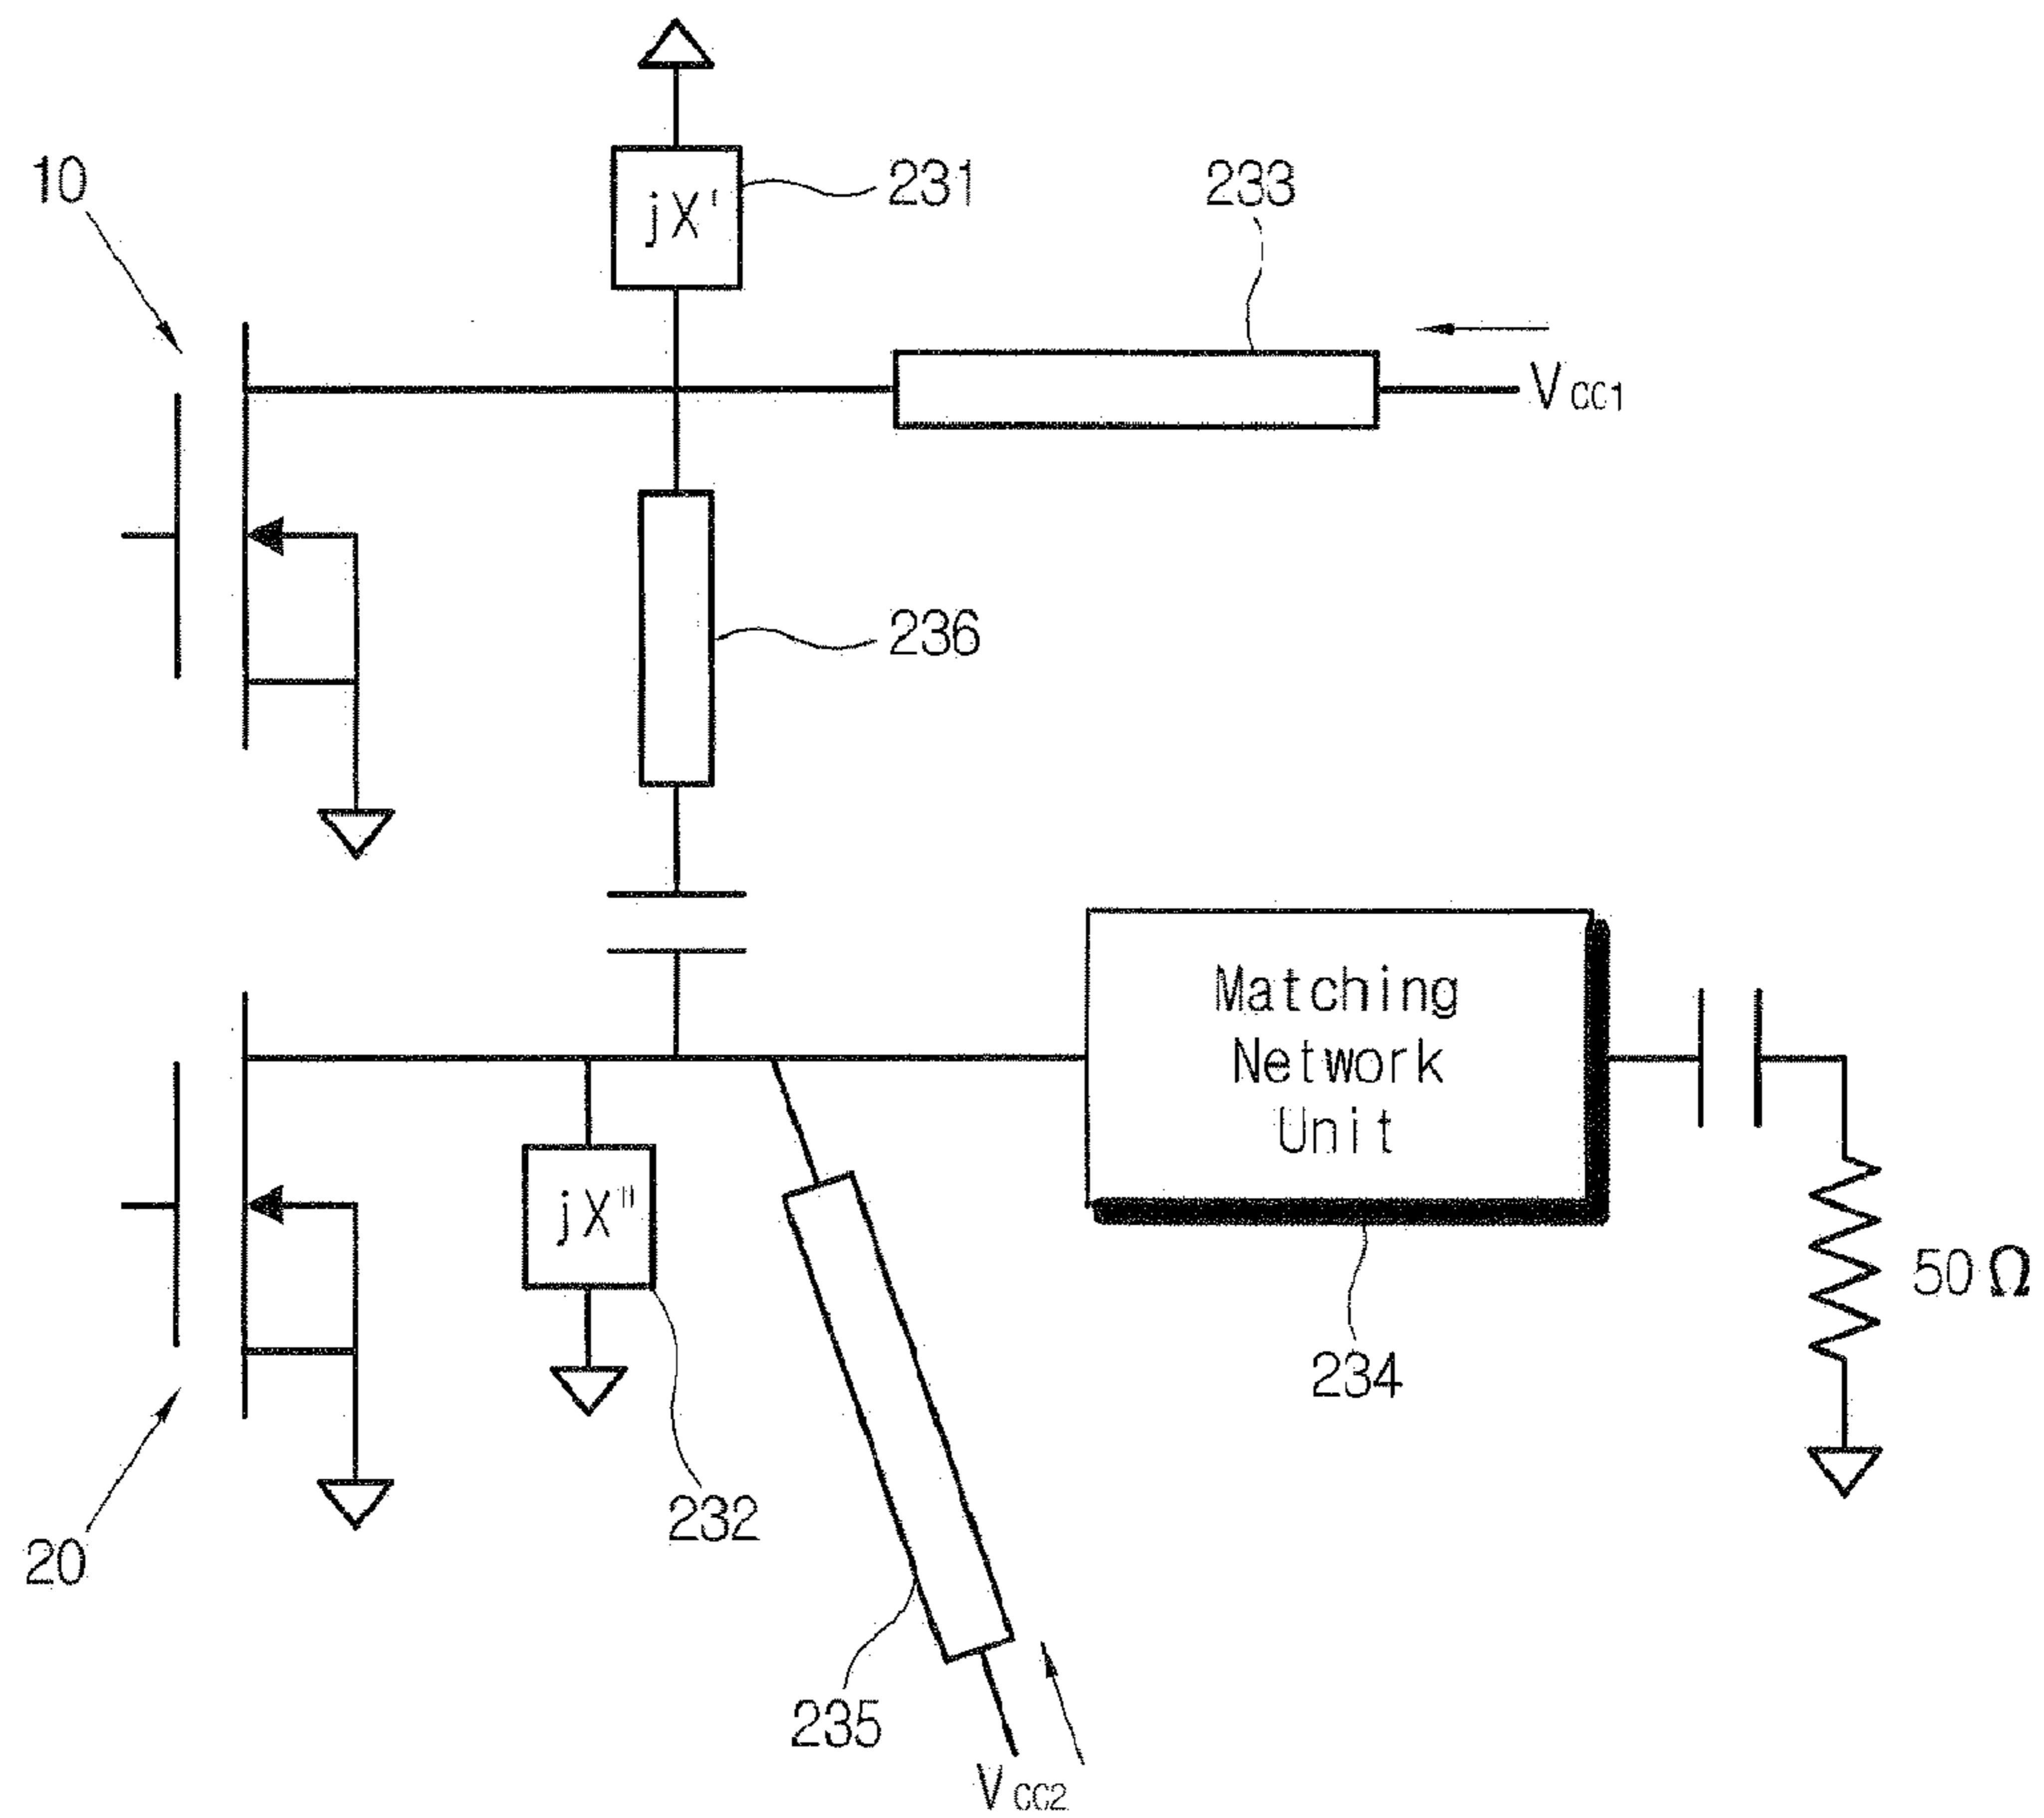 10
jX'
231
233
VCC1
236
Matching
Network
Unit
jX"
50Ω
234
232
20
235
VCC2